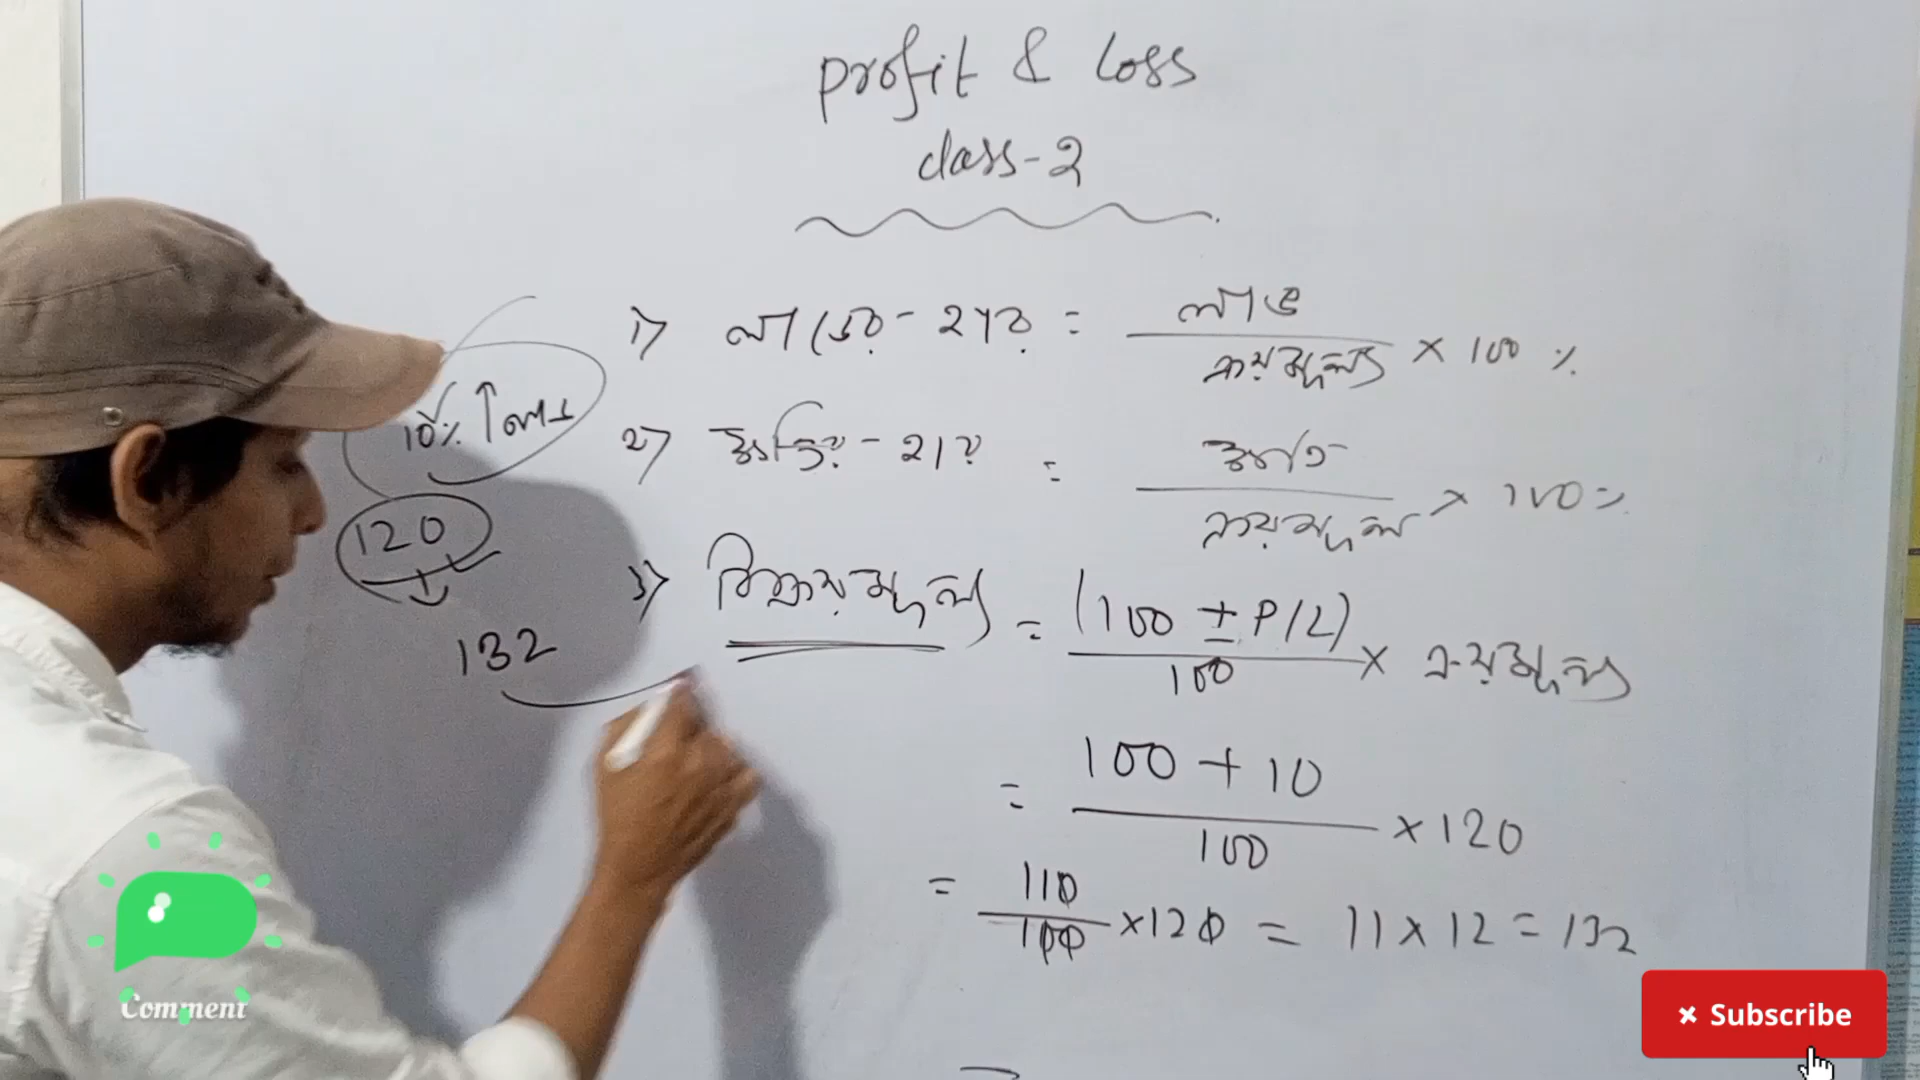 profit & Loss
class-2
1) লাভের-হার = লাভ / ক্রয়মূল্য × 100 %
10% ↑ লাভ
2) ক্ষতির-হার = ক্ষতি / ক্রয়মূল্য × 100%
120
3) বিক্রয়মূল্য = (100 ± P/L) / 100 × ক্রয়মূল্য
132
= 100 + 10 / 100 × 120
= 110 / 100 × 120 = 11 × 12 = 132
Comment
× Subscribe